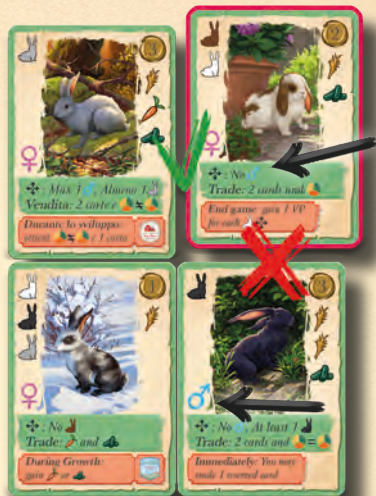 3
: Max 1 , Almeno 1
Vendita: 2 carte e ≠
Durante lo sviluppo:
ottieni ≠ e 1 carta
2
: No
Trade: 2 cards and
End game: gain 1 VP
for each
1
: No
Trade: and
During Growth:
gain or
3
: No , At least 1
Trade: 2 cards and =
Immediately: You may
trade 1 reserved card